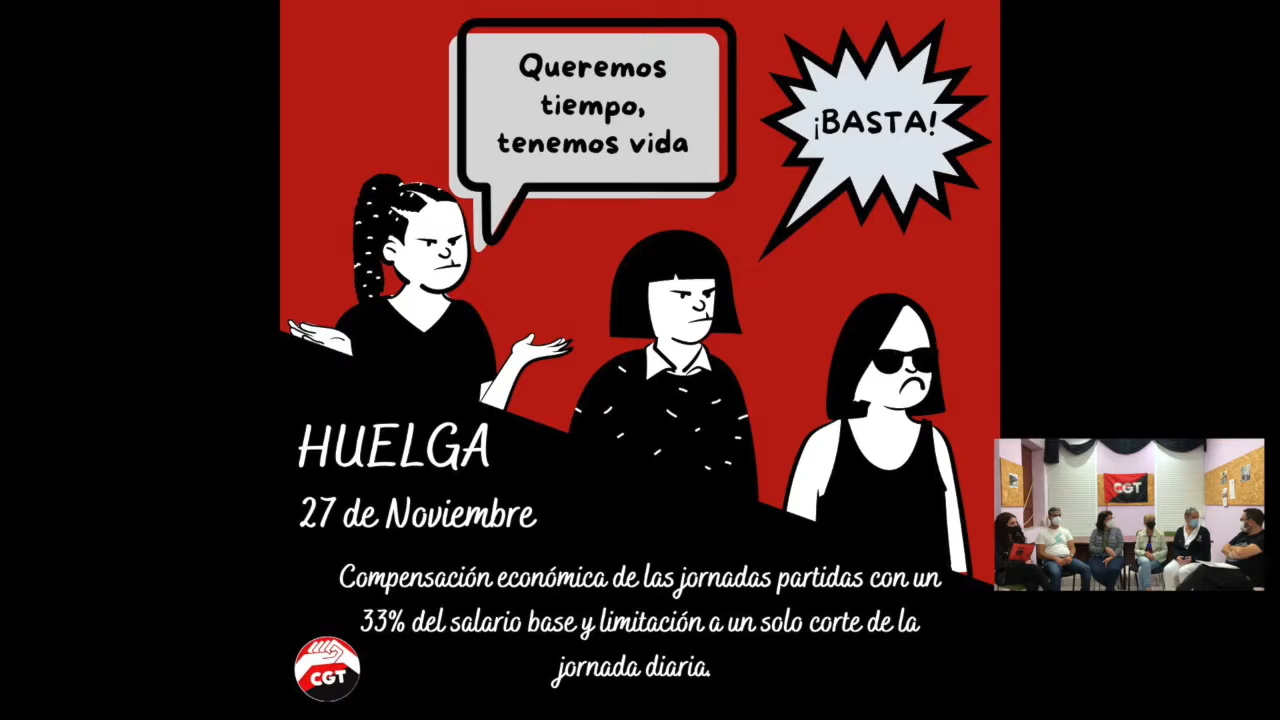 Queremos
tiempo,
tenemos vida
¡BASTA!
HUELGA
27 de Noviembre
Compensación económica de las jornadas partidas con un
33% del salario base y limitación a un solo corte de la
jornada diaria.
CGT
CGT